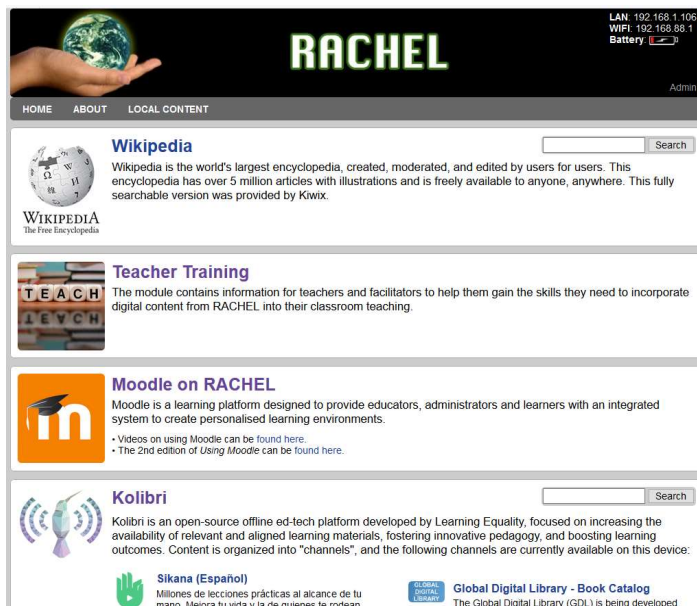 LAN: 192.168.1.106
WIFI: 192.168.88.1
Battery:
RACHEL
Admin
HOME ABOUT LOCAL CONTENT
Wikipedia
Search
Wikipedia is the world's largest encyclopedia, created, moderated, and edited by users for users. This
encyclopedia has over 5 million articles with illustrations and is freely available to anyone, anywhere. This fully
searchable version was provided by Kiwix.
WIKIPEDIA
The Free Encyclopedia
Teacher Training
TEACH
The module contains information for teachers and facilitators to help them gain the skills they need to incorporate
digital content from RACHEL into their classroom teaching.
Moodle on RACHEL
m
Moodle is a learning platform designed to provide educators, administrators and learners with an integrated
system to create personalised learning environments.
• Videos on using Moodle can be found here.
• The 2nd edition of Using Moodle can be found here.
Kolibri
Search
Kolibri is an open-source offline ed-tech platform developed by Learning Equality, focused on increasing the
availability of relevant and aligned learning materials, fostering innovative pedagogy, and boosting learning
outcomes. Content is organized into "channels", and the following channels are currently available on this device:
Sikana (Español)
Millones de lecciones prácticas al alcance de tu
mano. Mejora tu vida y la de quienes te rodean
GLOBAL
DIGITAL
LIBRARY
Global Digital Library - Book Catalog
The Global Digital Library (GDL) is being developed